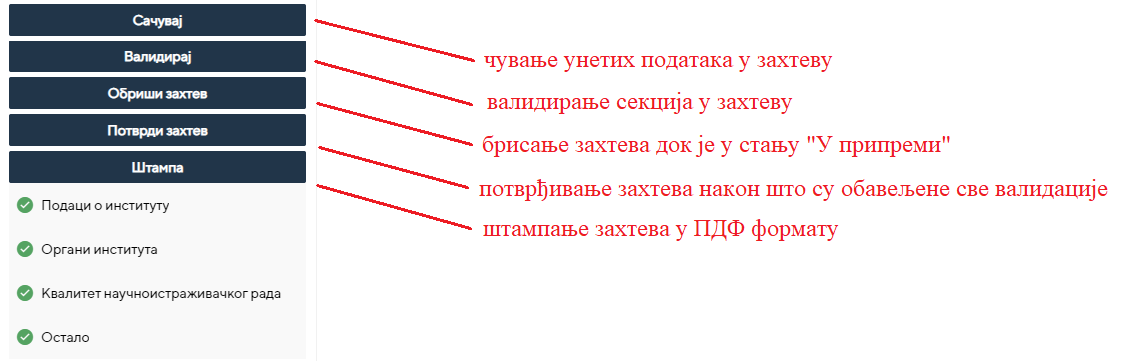 Сачувај
Валидирај
Обриши захтев
Потврди захтев
Штампа
Подаци о институту
Органи института
Квалитет научноистраживачког рада
Остало
чување унетих података у захтеву
валидирање секција у захтеву
брисање захтева док је у стању "У припреми"
потврђивање захтева након што су обавељене све валидације
штампање захтева у ПДФ формату